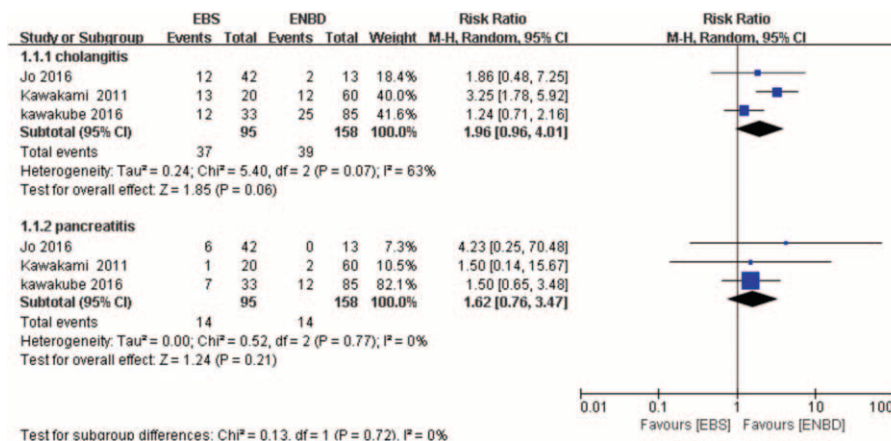 EBS ENBD Risk Ratio Risk Ratio
Study or Subgroup Events Total Events Total Weight M-H, Random, 95% CI M-H, Random, 95% CI
1.1.1 cholangitis
Jo 2016 12 42 2 13 18.4% 1.86 [0.48, 7.25]
Kawakami 2011 13 20 12 60 40.0% 3.25 [1.78, 5.92]
kawakube 2016 12 33 25 85 41.6% 1.24 [0.71, 2.16]
Subtotal (95% CI) 95 158 100.0% 1.96 [0.96, 4.01]
Total events 37 39
Heterogeneity: Tau² = 0.24; Chi² = 5.40, df = 2 (P = 0.07); I² = 63%
Test for overall effect: Z = 1.85 (P = 0.06)
1.1.2 pancreatitis
Jo 2016 6 42 0 13 7.3% 4.23 [0.25, 70.48]
Kawakami 2011 1 20 2 60 10.5% 1.50 [0.14, 15.67]
kawakube 2016 7 33 12 85 82.1% 1.50 [0.65, 3.48]
Subtotal (95% CI) 95 158 100.0% 1.62 [0.76, 3.47]
Total events 14 14
Heterogeneity: Tau² = 0.00; Chi² = 0.52, df = 2 (P = 0.77); I² = 0%
Test for overall effect: Z = 1.24 (P = 0.21)
0.01 0.1 1 10 100
Favours [EBS] Favours [ENBD]
Test for subgroup differences: Chi² = 0.13, df = 1 (P = 0.72), I² = 0%